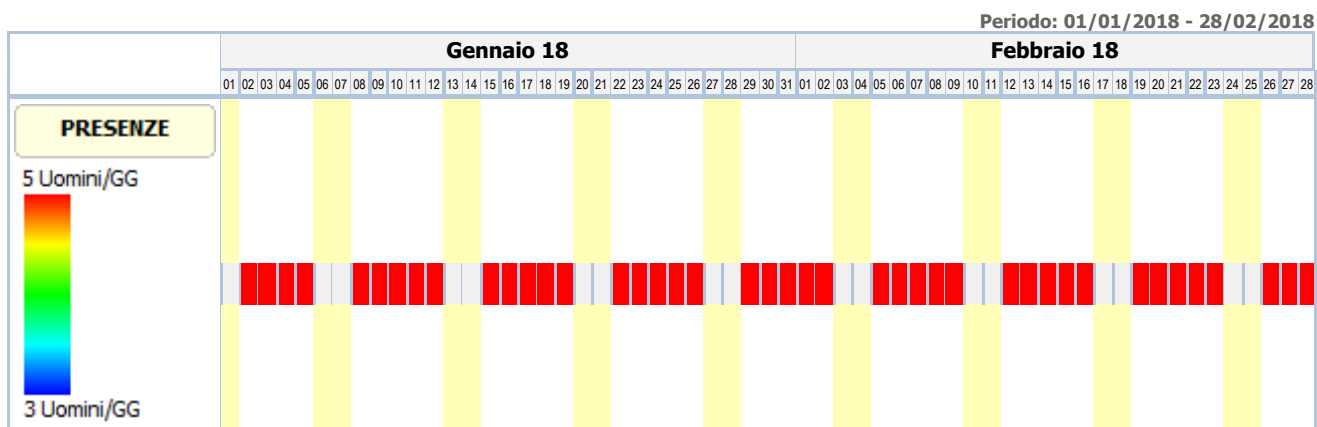 Periodo: 01/01/2018 - 28/02/2018
Gennaio 18 Febbraio 18
01 02 03 04 05 06 07 08 09 10 11 12 13 14 15 16 17 18 19 20 21 22 23 24 25 26 27 28 29 30 31 01 02 03 04 05 06 07 08 09 10 11 12 13 14 15 16 17 18 19 20 21 22 23 24 25 26 27 28
PRESENZE
5 Uomini/GG
3 Uomini/GG